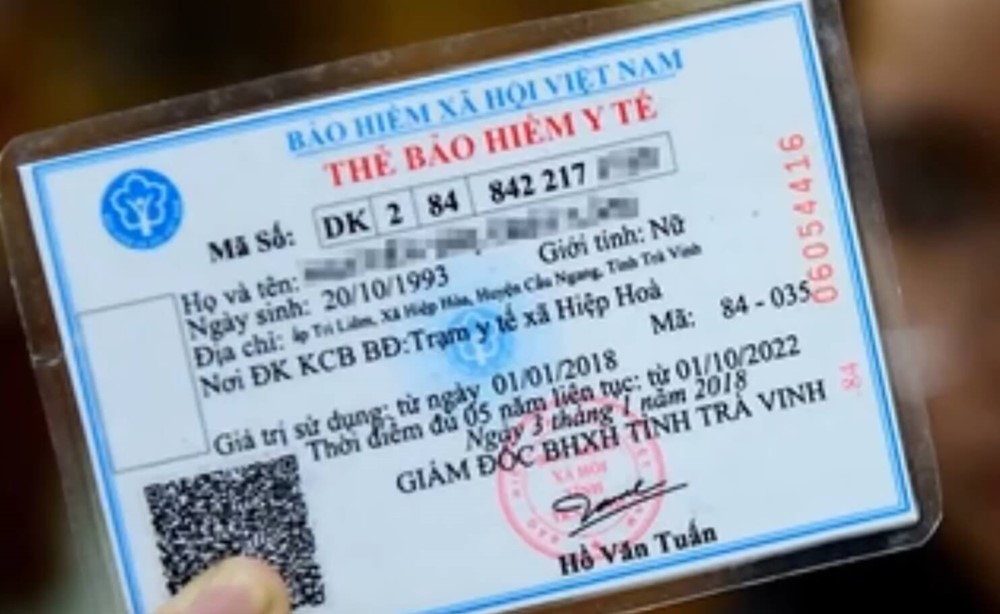 BẢO HIỂM XÃ HỘI VIỆT NAM
THẺ BẢO HIỂM Y TẾ
Mã Số: DK 2 84 842 217
Họ và tên:
Ngày sinh: 20/10/1993 Giới tính: Nữ
Địa chỉ: ấp Trì Liêm, Xã Hiệp Hòa, Huyện Cầu Ngang, Tỉnh Trà Vinh
Nơi ĐK KCB BĐ:Trạm y tế xã Hiệp Hoà
Mã: 84 - 035
Giá trị sử dụng: từ ngày 01/01/2018
Thời điểm đủ 05 năm liên tục: từ 01/10/2022
Ngày 3 tháng 1 năm 2018
GIÁM ĐỐC BHXH TỈNH TRÀ VINH
XÃ HỘI
Hồ Văn Tuấn
06054416
84